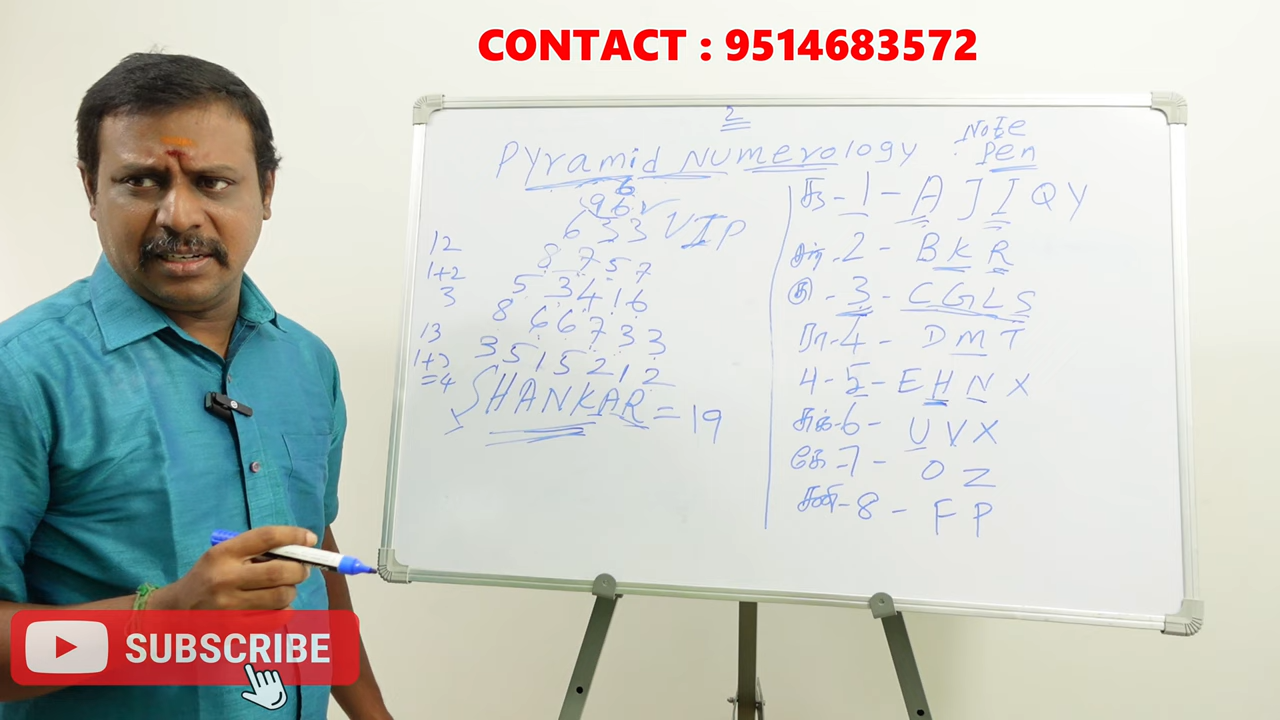 CONTACT : 9514683572
2
Pyramid Numerology
Note
Pen
6
96 VIP
6 3 3
8 7 5 7
5 3 4 1 6
8 6 6 7 3 3
3 5 1 5 2 1 2
SHANKAR = 19
12
1+2
3
13
1+3
=4
1 - A J I Q Y
2 - B K R
3 - C G L S
ரா-4 - D M T
4 - 5 - E H N X
சுக்-6 - U V X
கே-7 - O Z
சனி-8 - F P
SUBSCRIBE